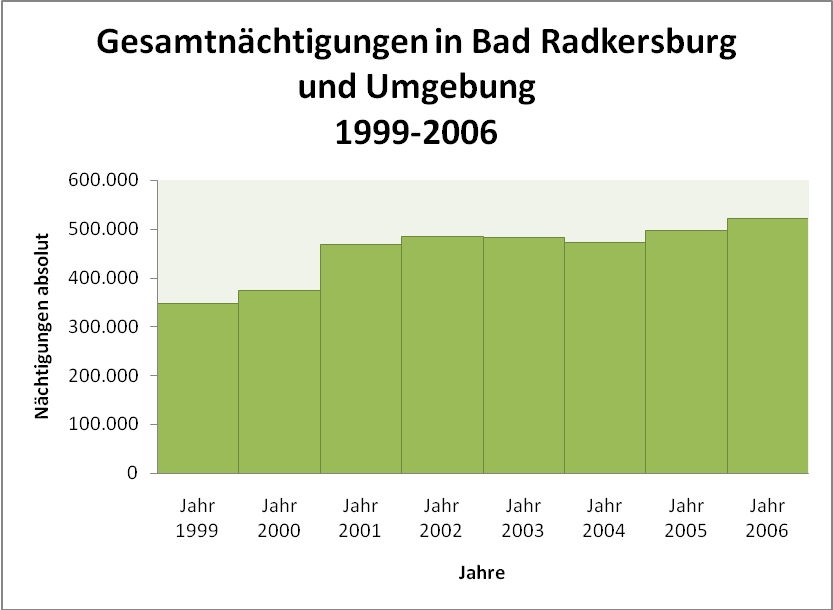 Gesamtnächtigungen in Bad Radkersburg
und Umgebung
1999-2006
Nächtigungen absolut
600.000
500.000
400.000
300.000
200.000
100.000
0
Jahr Jahr Jahr Jahr Jahr Jahr Jahr Jahr
1999 2000 2001 2002 2003 2004 2005 2006
Jahre